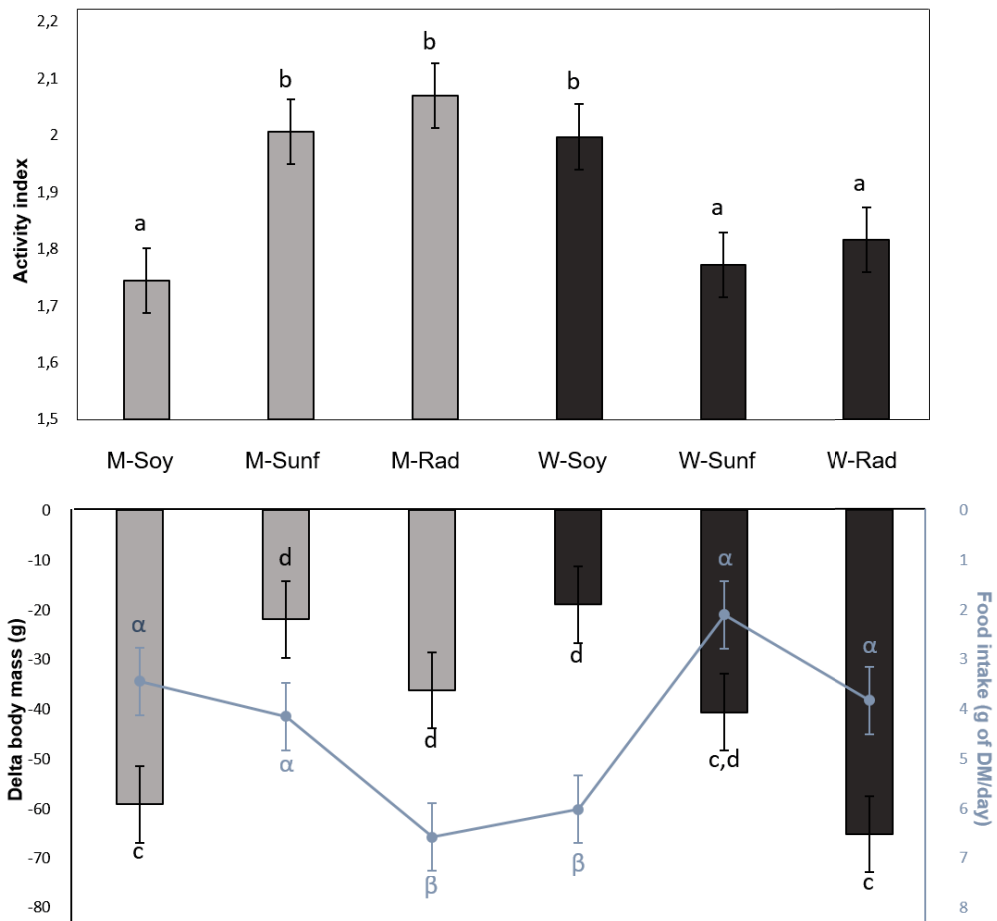 2,2
2,1
2
1,9
1,8
1,7
1,6
1,5
Activity index
a
b
b
b
a
a
M-Soy
M-Sunf
M-Rad
W-Soy
W-Sunf
W-Rad
0
-10
-20
-30
-40
-50
-60
-70
-80
Delta body mass (g)
c
d
d
d
c,d
c
α
α
β
β
α
α
0
1
2
3
4
5
6
7
8
Food intake (g of DM/day)